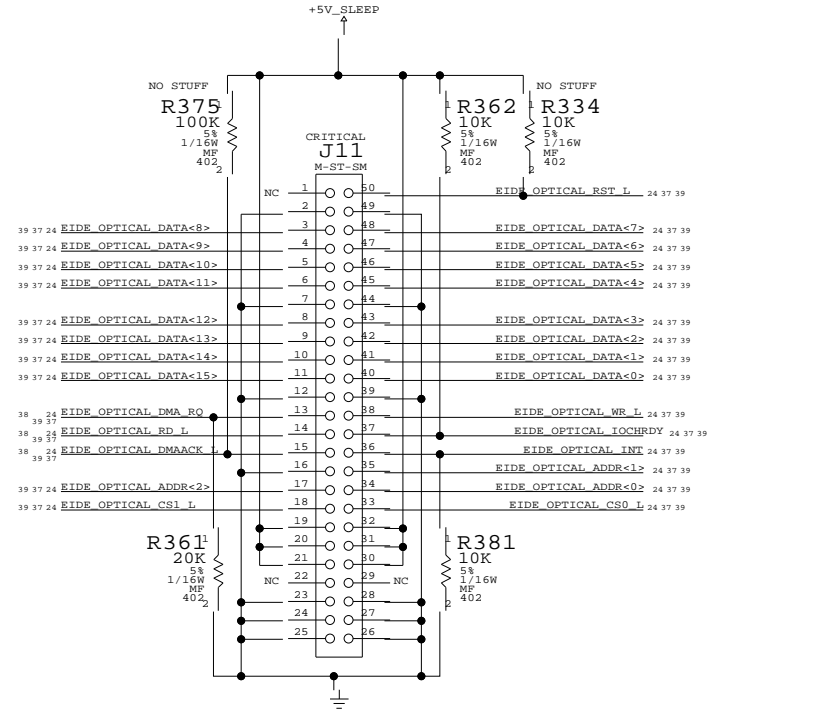 +5V_SLEEP
NO STUFF
R375
1
100K
5%
1/16W
MF
402
2
1
R362
10K
5%
1/16W
MF
402
2
NO STUFF
1
R334
10K
5%
1/16W
MF
402
2
CRITICAL
J11
M-ST-SM
NC 1 50 EIDE_OPTICAL_RST_L 24 37 39
2 49
39 37 24 EIDE_OPTICAL_DATA<8> 3 48 EIDE_OPTICAL_DATA<7> 24 37 39
39 37 24 EIDE_OPTICAL_DATA<9> 4 47 EIDE_OPTICAL_DATA<6> 24 37 39
39 37 24 EIDE_OPTICAL_DATA<10> 5 46 EIDE_OPTICAL_DATA<5> 24 37 39
39 37 24 EIDE_OPTICAL_DATA<11> 6 45 EIDE_OPTICAL_DATA<4> 24 37 39
7 44
39 37 24 EIDE_OPTICAL_DATA<12> 8 43 EIDE_OPTICAL_DATA<3> 24 37 39
39 37 24 EIDE_OPTICAL_DATA<13> 9 42 EIDE_OPTICAL_DATA<2> 24 37 39
39 37 24 EIDE_OPTICAL_DATA<14> 10 41 EIDE_OPTICAL_DATA<1> 24 37 39
39 37 24 EIDE_OPTICAL_DATA<15> 11 40 EIDE_OPTICAL_DATA<0> 24 37 39
12 39
38 24 EIDE_OPTICAL_DMA_RQ 13 38 EIDE_OPTICAL_WR_L 24 37 39
39 37
38 24 EIDE_OPTICAL_RD_L 14 37 EIDE_OPTICAL_IOCHRDY 24 37 39
39 37
38 24 EIDE_OPTICAL_DMAACK_L 15 36 EIDE_OPTICAL_INT 24 37 39
39 37
16 35 EIDE_OPTICAL_ADDR<1> 24 37 39
39 37 24 EIDE_OPTICAL_ADDR<2> 17 34 EIDE_OPTICAL_ADDR<0> 24 37 39
39 37 24 EIDE_OPTICAL_CS1_L 18 33 EIDE_OPTICAL_CS0_L 24 37 39
19 32
20 31
21 30
NC 22 29 NC
23 28
24 27
25 26
R361
1
20K
5%
1/16W
MF
402
2
1
R381
10K
5%
1/16W
MF
402
2